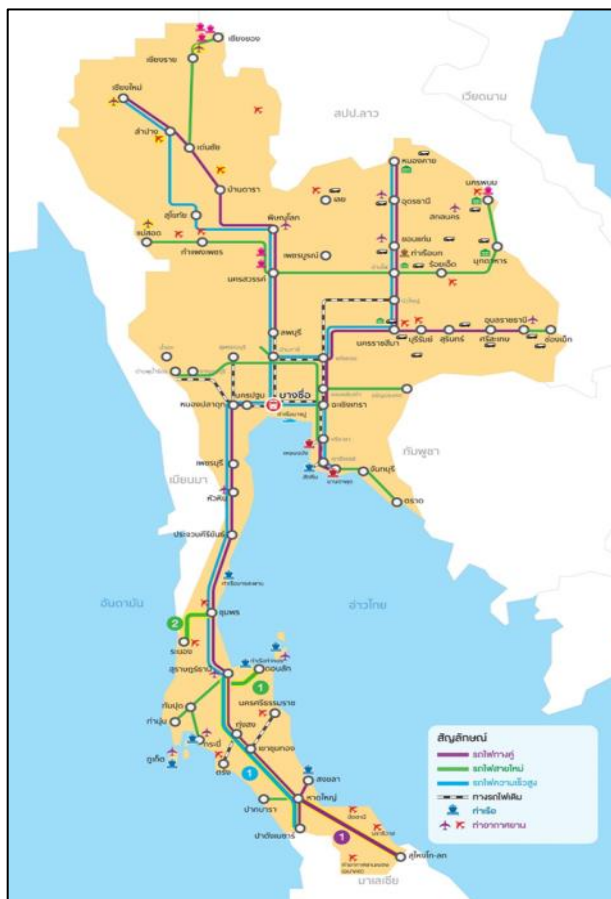 เชียงของ
เชียงราย
เชียงใหม่
เวียดนาม
สปป.ลาว
ลำปาง
เด่นชัย
หนองคาย
บ้านดารา
เลย
อุดรธานี
นครพนม
สกลนคร
สุโขทัย
พิษณุโลก
แม่สอด
กำแพงเพชร
เพชรบูรณ์
ขอนแก่น
ท่าเรือบก
มุกดาหาร
ร้อยเอ็ด
นครสวรรค์
บ้านไผ่
ลพบุรี
นครราชสีมา
บุรีรัมย์
สุรินทร์
ศรีสะเกษ
อุบลราชธานี
ช่องเม็ก
หนองปลาดุก
นครปฐม
บางซื่อ
ฉะเชิงเทรา
กัมพูชา
เพชรบุรี
เมียนมา
หัวหิน
จันทบุรี
ตราด
ประจวบคีรีขันธ์
อันดามัน
อ่าวไทย
2
ชุมพร
ระนอง
สุราษฎร์ธานี
ดอนสัก
1
นครศรีธรรมราช
ทับปุด
ท่านุ่น
ภูเก็ต
กระบี่
ทุ่งสง
ตรัง
เขาชุมทอง
1
สงขลา
หาดใหญ่
ปากบารา
ปาดังเบซาร์
1
สุไหงโก-ลก
มาเลเซีย
สัญลักษณ์
รถไฟทางคู่
รถไฟสายใหม่
รถไฟความเร็วสูง
ทางรถไฟเดิม
ท่าเรือ
ท่าอากาศยาน